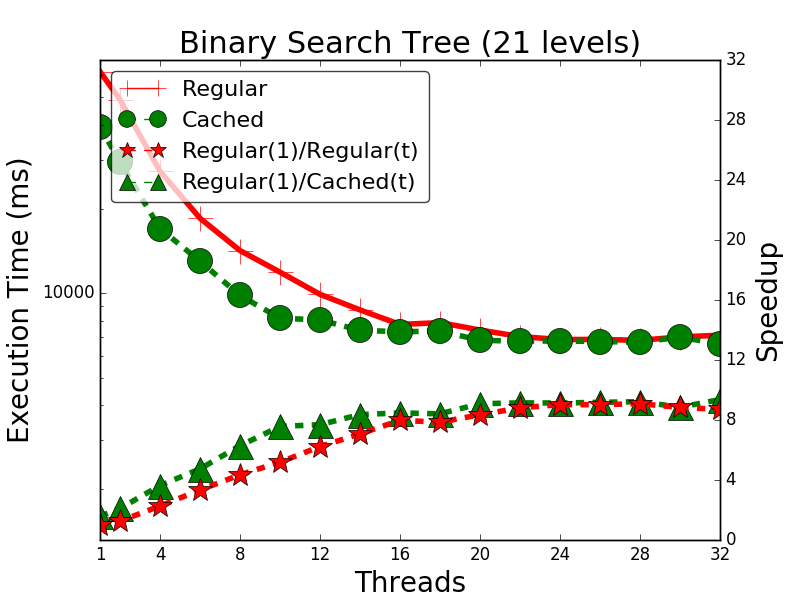 Binary Search Tree (21 levels)
Regular
Cached
Regular(1)/Regular(t)
Regular(1)/Cached(t)
Execution Time (ms)
10000
Speedup
32
28
24
20
16
12
8
4
0
1 4 8 12 16 20 24 28 32
Threads